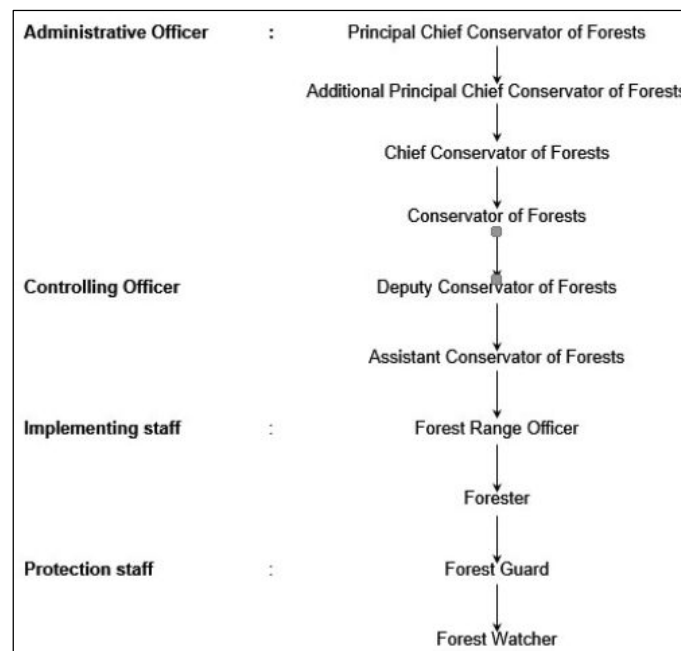 Administrative Officer : Principal Chief Conservator of Forests
Additional Principal Chief Conservator of Forests
Chief Conservator of Forests
Conservator of Forests
Controlling Officer Deputy Conservator of Forests
Assistant Conservator of Forests
Implementing staff : Forest Range Officer
Forester
Protection staff : Forest Guard
Forest Watcher